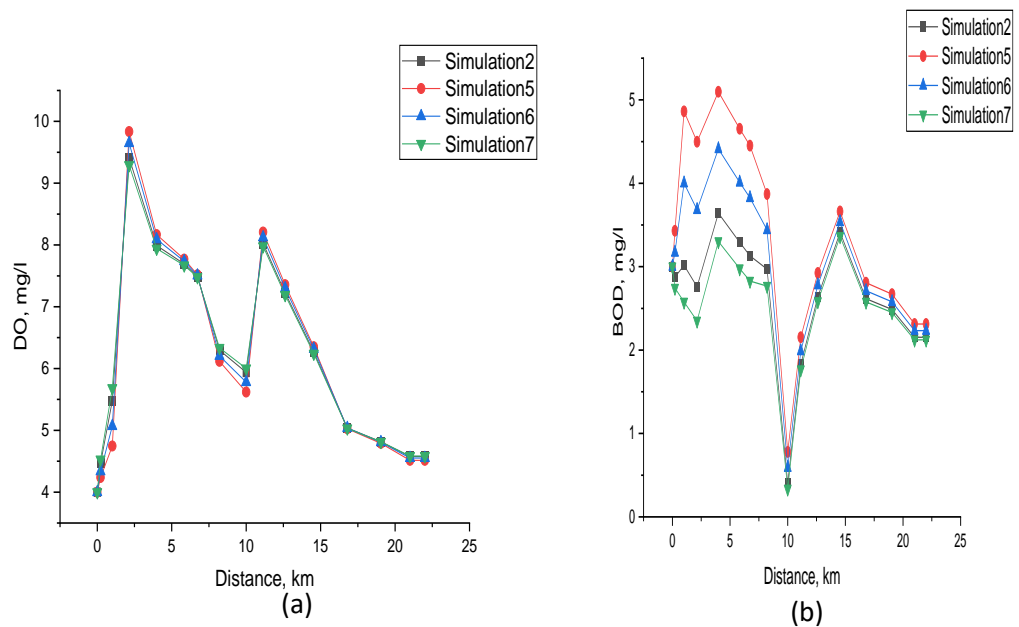 Simulation2
Simulation5
Simulation6
Simulation7
10
9
8
7
6
5
4
DO, mg/l
0
5
10
15
20
25
Distance, km
(a)
Simulation2
Simulation5
Simulation6
Simulation7
5
4
3
2
1
0
BOD, mg/l
0
5
10
15
20
25
Distance, km
(b)